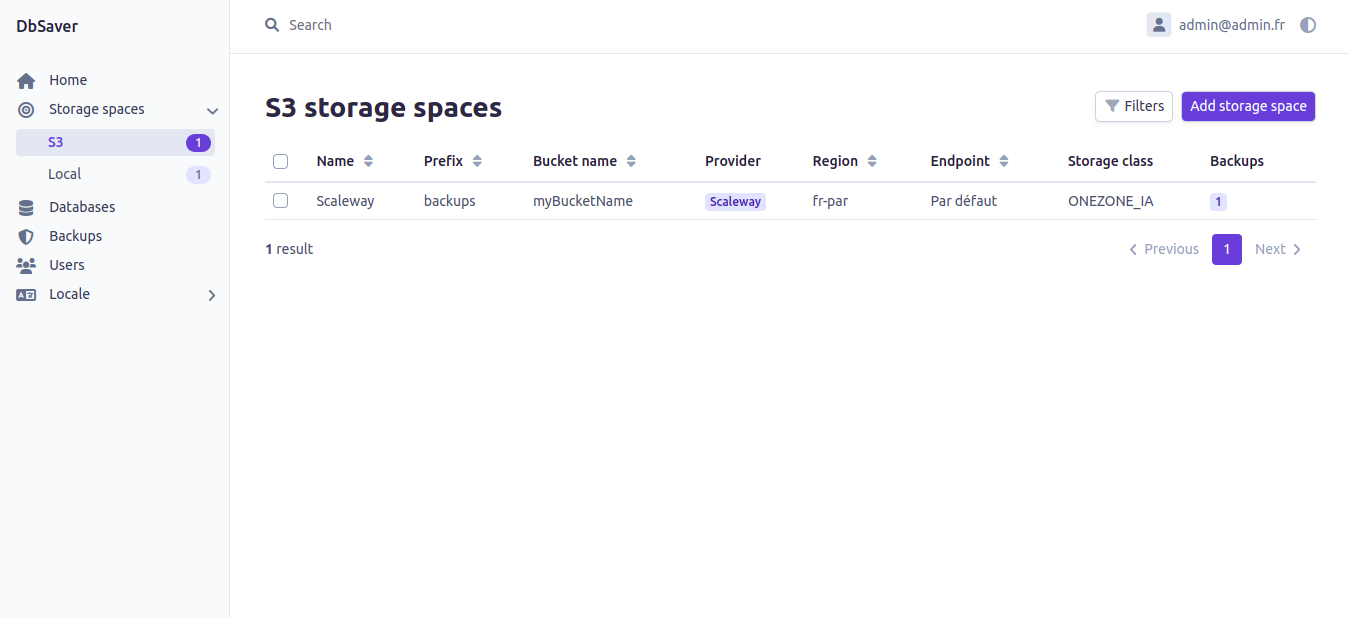 DbSaver
Search
admin@admin.fr
Home
Storage spaces
S3 1
Local 1
Databases
Backups
Users
Locale
S3 storage spaces
Filters
Add storage space
Name Prefix Bucket name Provider Region Endpoint Storage class Backups
Scaleway backups myBucketName Scaleway fr-par Par défaut ONEZONE_IA 1
1 result
Previous 1 Next